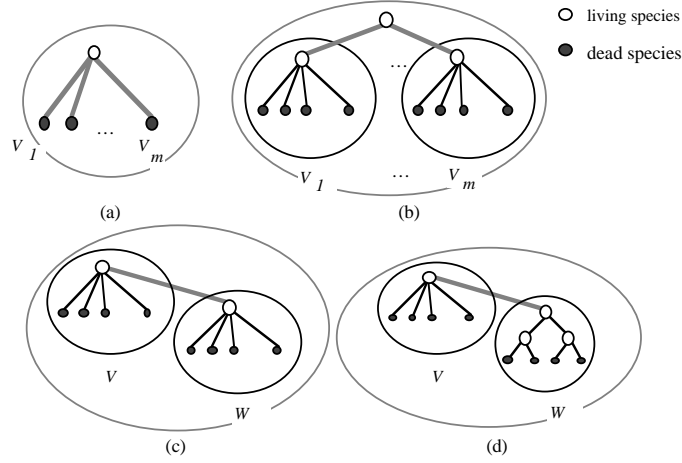 living species
dead species
...
V 1
V m
(a)
...
V 1
...
V m
(b)
V
W
(c)
V
W
(d)